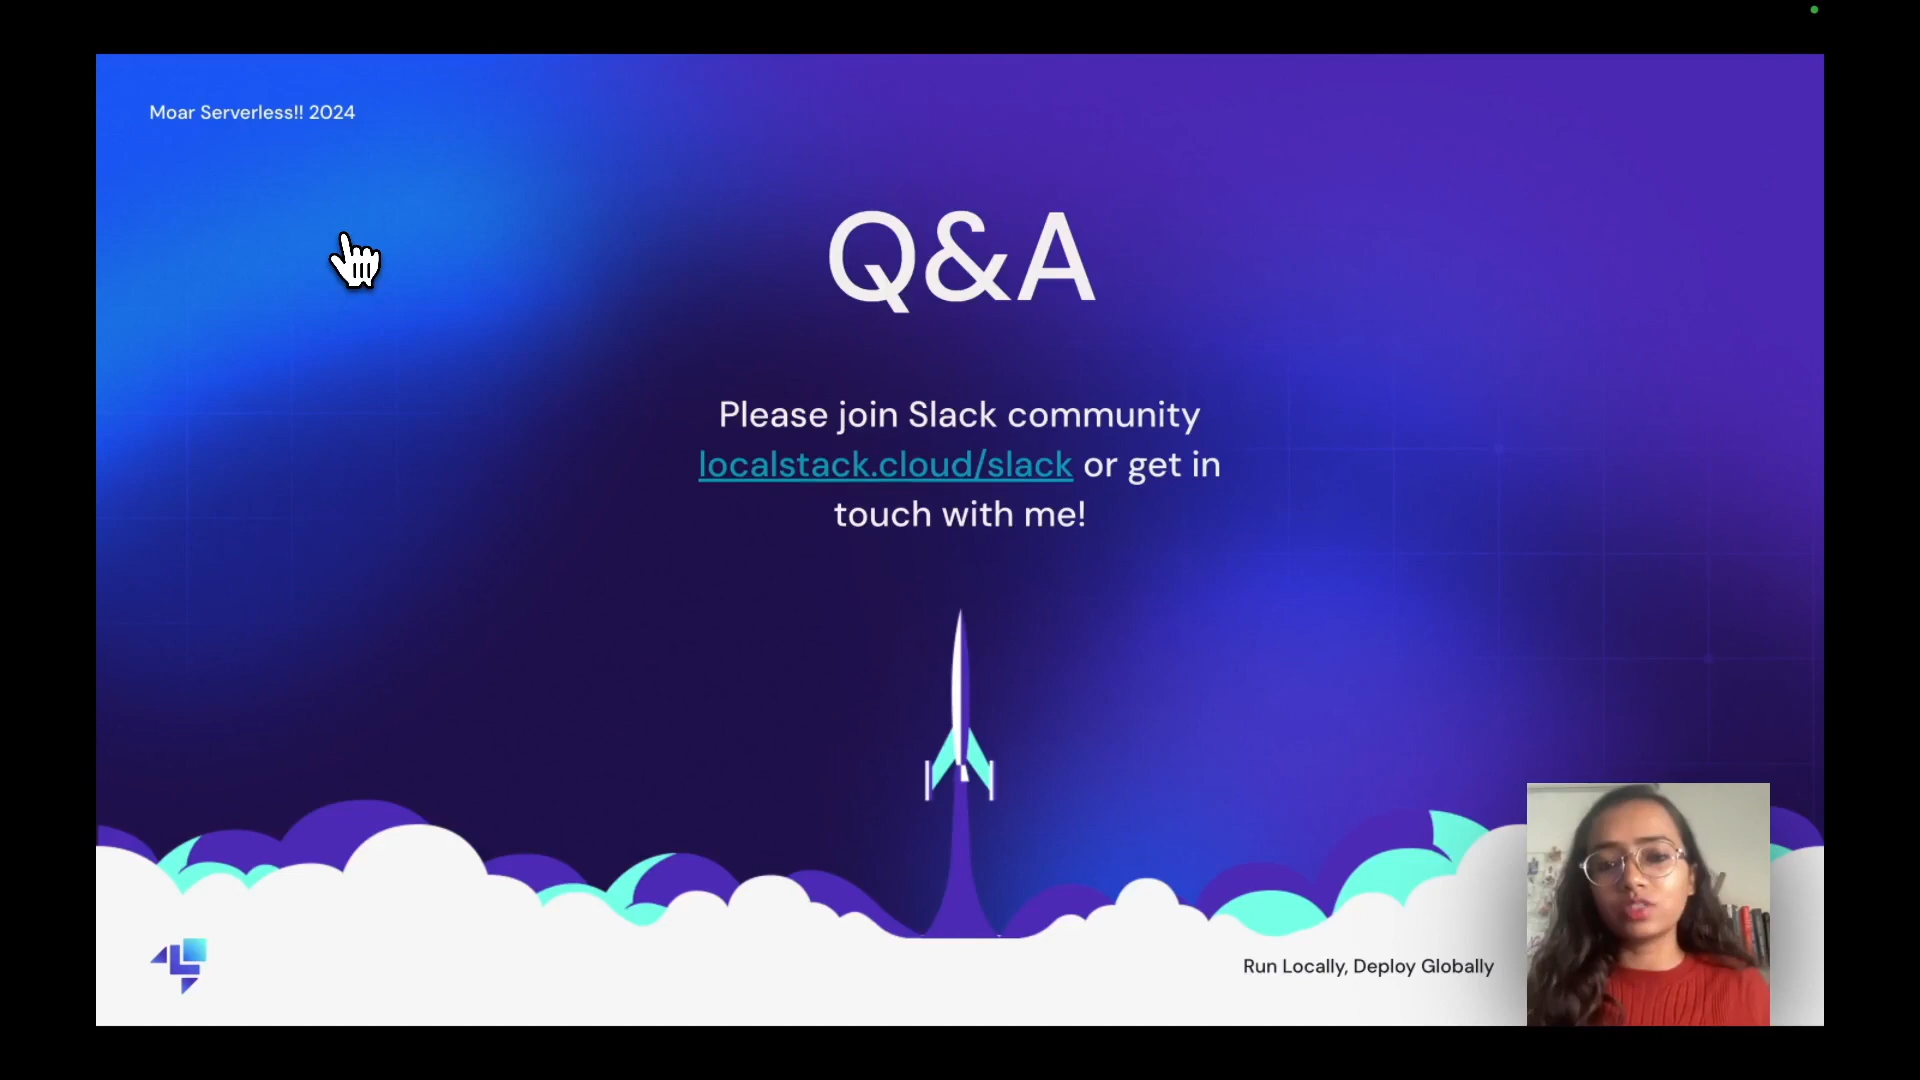 Moar Serverless!! 2024
Q&A
Please join Slack community
localstack.cloud/slack or get in
touch with me!
Run Locally, Deploy Globally